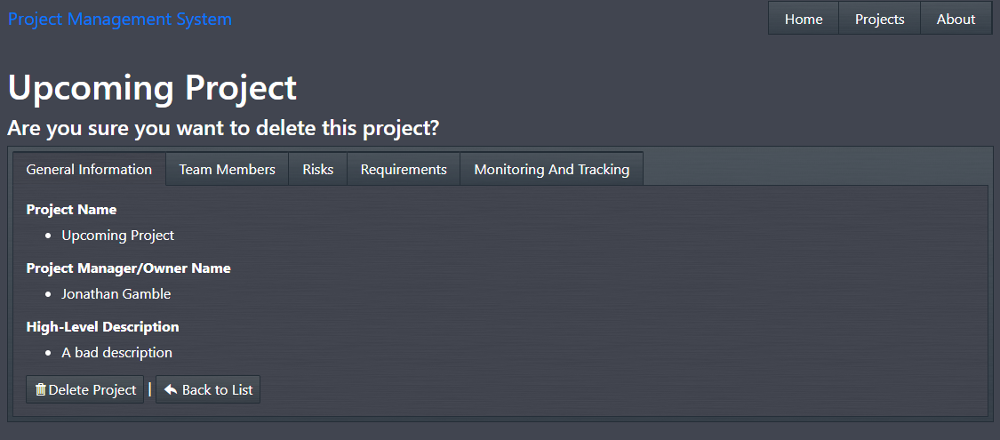 Project Management System
Home Projects About
Upcoming Project
Are you sure you want to delete this project?
General Information Team Members Risks Requirements Monitoring And Tracking
Project Name
• Upcoming Project
Project Manager/Owner Name
• Jonathan Gamble
High-Level Description
• A bad description
Delete Project | Back to List